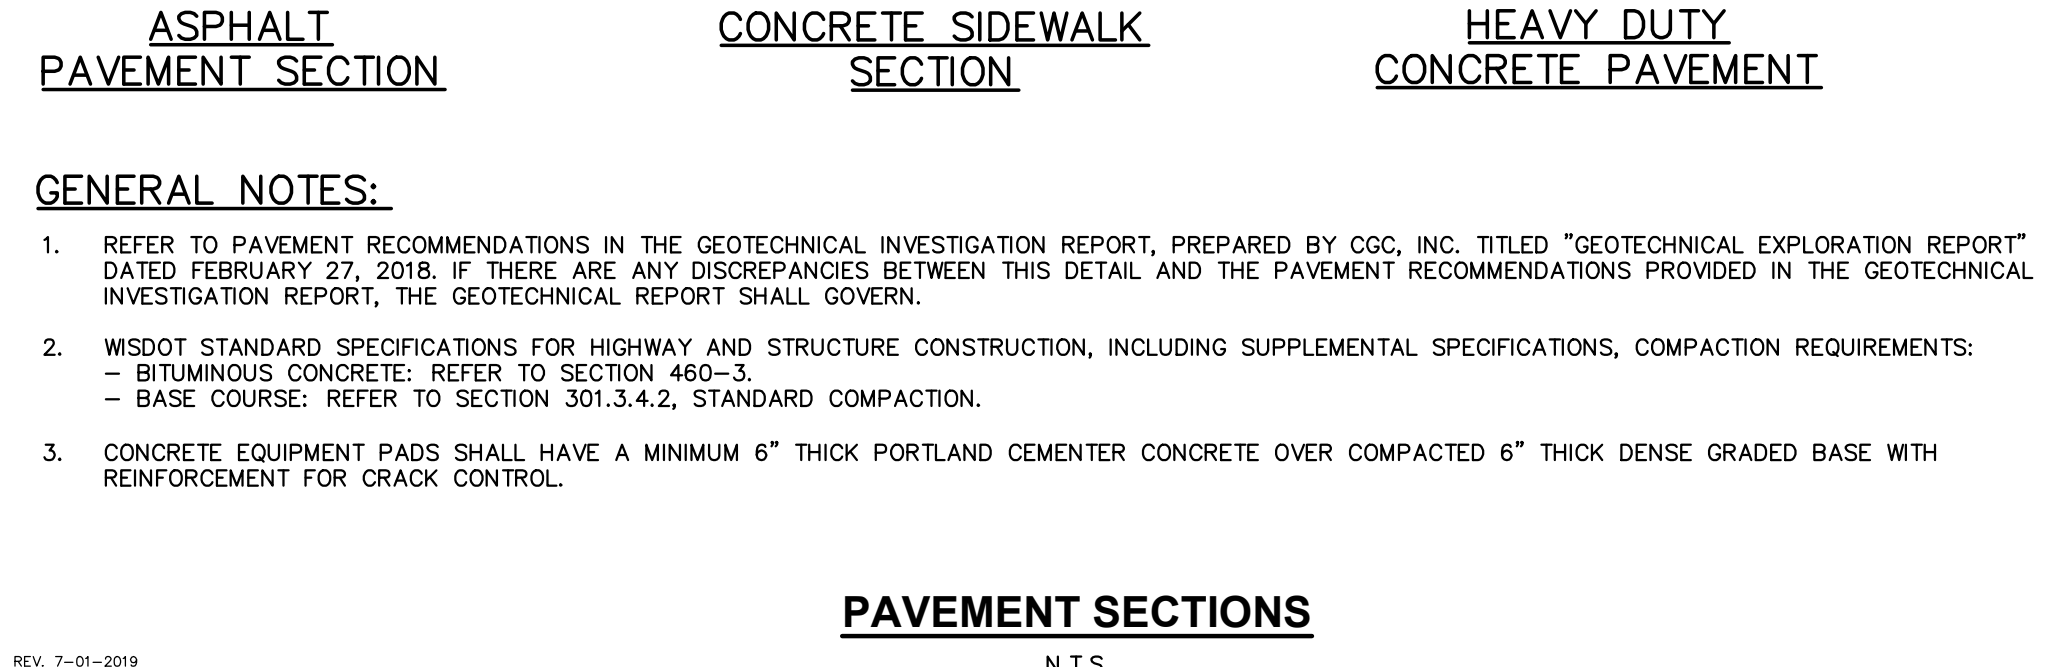 ASPHALT
PAVEMENT SECTION
CONCRETE SIDEWALK
SECTION
HEAVY DUTY
CONCRETE PAVEMENT
GENERAL NOTES:
1. REFER TO PAVEMENT RECOMMENDATIONS IN THE GEOTECHNICAL INVESTIGATION REPORT, PREPARED BY CGC, INC. TITLED "GEOTECHNICAL EXPLORATION REPORT"
DATED FEBRUARY 27, 2018. IF THERE ARE ANY DISCREPANCIES BETWEEN THIS DETAIL AND THE PAVEMENT RECOMMENDATIONS PROVIDED IN THE GEOTECHNICAL
INVESTIGATION REPORT, THE GEOTECHNICAL REPORT SHALL GOVERN.
2. WISDOT STANDARD SPECIFICATIONS FOR HIGHWAY AND STRUCTURE CONSTRUCTION, INCLUDING SUPPLEMENTAL SPECIFICATIONS, COMPACTION REQUIREMENTS:
– BITUMINOUS CONCRETE: REFER TO SECTION 460–3.
– BASE COURSE: REFER TO SECTION 301.3.4.2, STANDARD COMPACTION.
3. CONCRETE EQUIPMENT PADS SHALL HAVE A MINIMUM 6" THICK PORTLAND CEMENTER CONCRETE OVER COMPACTED 6" THICK DENSE GRADED BASE WITH
REINFORCEMENT FOR CRACK CONTROL.
PAVEMENT SECTIONS
REV. 7–01–2019
N.T.S.